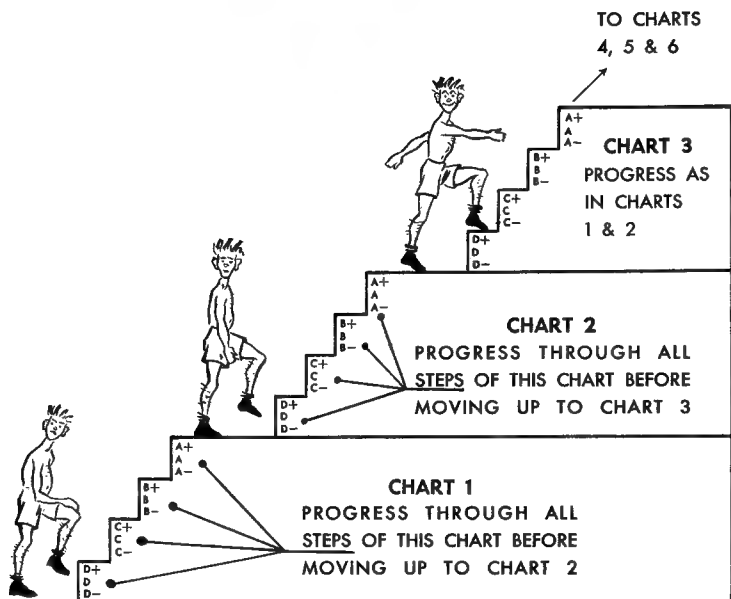 TO CHARTS
4, 5 & 6
A+
A
A−
CHART 3
PROGRESS AS
IN CHARTS
1 & 2
B+
B
B−
C+
C
C−
D+
D
D−
A+
A
A−
CHART 2
PROGRESS THROUGH ALL
STEPS OF THIS CHART BEFORE
MOVING UP TO CHART 3
B+
B
B−
C+
C
C−
D+
D
D−
A+
A
A−
CHART 1
PROGRESS THROUGH ALL
STEPS OF THIS CHART BEFORE
MOVING UP TO CHART 2
B+
B
B−
C+
C
C−
D+
D
D−